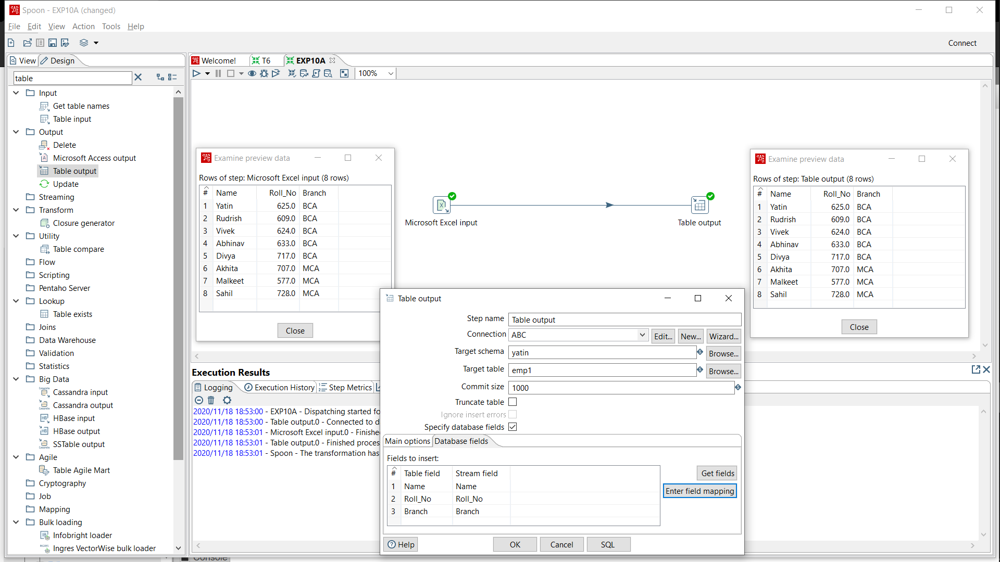 Spoon - EXP10A (changed)
File Edit View Action Tools Help
Connect
View Design
table
Input
Get table names
Table input
Output
Delete
Microsoft Access output
Table output
Update
Streaming
Transform
Closure generator
Utility
Table compare
Flow
Scripting
Pentaho Server
Lookup
Table exists
Joins
Data Warehouse
Validation
Statistics
Big Data
Cassandra input
Cassandra output
HBase input
HBase output
SSTable output
Agile
Table Agile Mart
Cryptography
Job
Mapping
Bulk loading
Infobright loader
Ingres VectorWise bulk loader
Welcome! T6 EXP10A
100%
Examine preview data
Rows of step: Microsoft Excel input (8 rows)
# Name Roll_No Branch
1 Yatin 625.0 BCA
2 Rudrish 609.0 BCA
3 Vivek 624.0 BCA
4 Abhinav 633.0 BCA
5 Divya 717.0 BCA
6 Akhita 707.0 MCA
7 Malkeet 577.0 MCA
8 Sahil 728.0 MCA
Close
Microsoft Excel input
Table output
Examine preview data
Rows of step: Table output (8 rows)
# Name Roll_No Branch
1 Yatin 625.0 BCA
2 Rudrish 609.0 BCA
3 Vivek 624.0 BCA
4 Abhinav 633.0 BCA
5 Divya 717.0 BCA
6 Akhita 707.0 MCA
7 Malkeet 577.0 MCA
8 Sahil 728.0 MCA
Close
Execution Results
Logging Execution History Step Metrics
2020/11/18 18:53:00 - EXP10A - Dispatching started fo
2020/11/18 18:53:00 - Table output.0 - Connected to d
2020/11/18 18:53:01 - Microsoft Excel input.0 - Finishe
2020/11/18 18:53:01 - Table output.0 - Finished proces
2020/11/18 18:53:01 - Spoon - The transformation has
Table output
Step name Table output
Connection ABC Edit... New... Wizard...
Target schema yatin Browse...
Target table emp1 Browse...
Commit size 1000
Truncate table
Ignore insert errors
Specify database fields
Main options Database fields
Fields to insert:
# Table field Stream field
1 Name Name
2 Roll_No Roll_No
3 Branch Branch
Get fields
Enter field mapping
Help OK Cancel SQL
Console